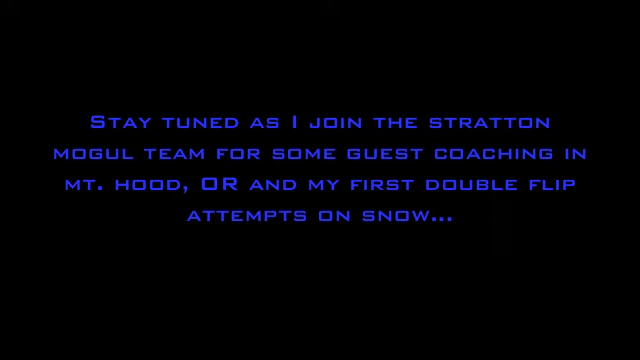 Stay tuned as I join the stratton
mogul team for some guest coaching in
mt. hood, OR and my first double flip
attempts on snow...